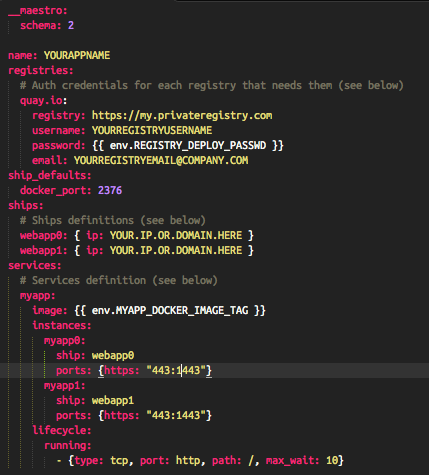 __maestro:
  schema: 2

name: YOURAPPNAME
registries:
  # Auth credentials for each registry that needs them (see below)
  quay.io:
    registry: https://my.privateregistry.com
    username: YOURREGISTRYUSERNAME
    password: {{ env.REGISTRY_DEPLOY_PASSWD }}
    email: YOURREGISTRYEMAIL@COMPANY.COM
ship_defaults:
  docker_port: 2376
ships:
  # Ships definitions (see below)
  webapp0: { ip: YOUR.IP.OR.DOMAIN.HERE }
  webapp1: { ip: YOUR.IP.OR.DOMAIN.HERE }
services:
  # Services definition (see below)
  myapp:
    image: {{ env.MYAPP_DOCKER_IMAGE_TAG }}
    instances:
      myapp0:
        ship: webapp0
        ports: {https: "443:1443"}
      myapp1:
        ship: webapp1
        ports: {https: "443:1443"}
    lifecycle:
      running:
        - {type: tcp, port: http, path: /, max_wait: 10}